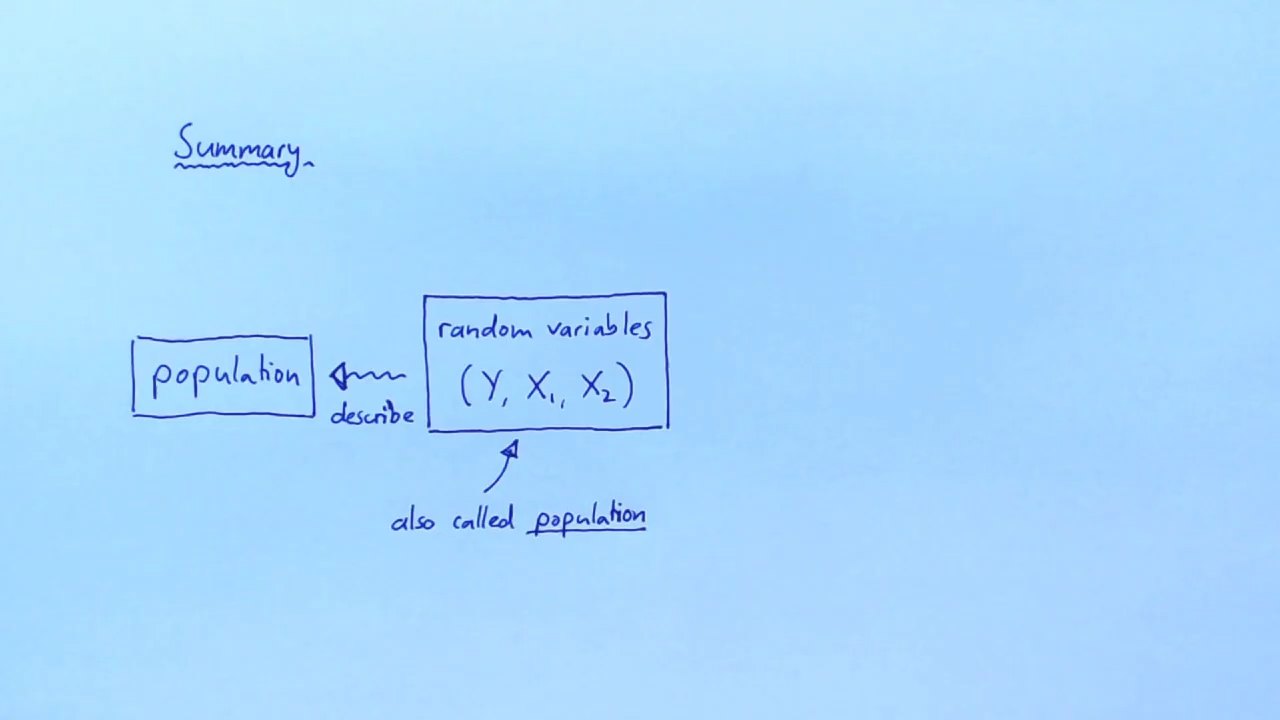 Summary
random variables
population
(Y, X₁, X₂)
describe
also called population